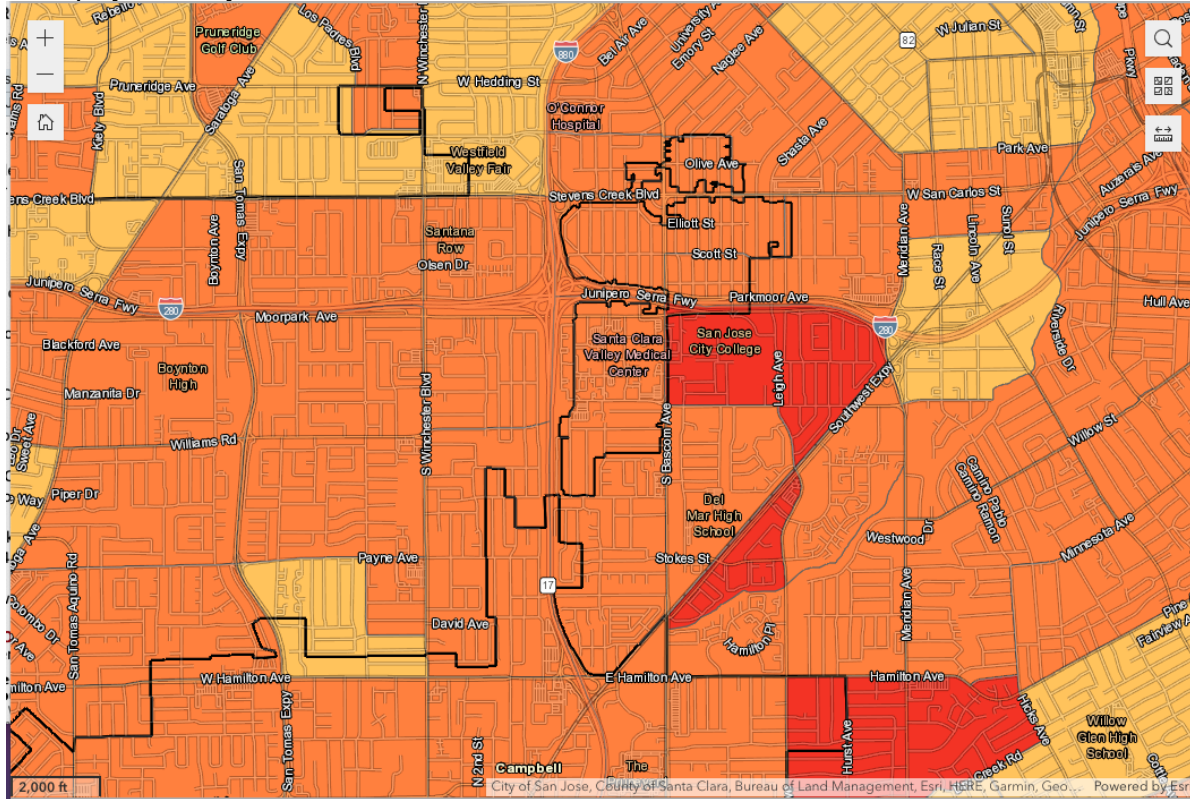 Los Padres Blvd
Pruneridge
Golf Club
N Winchester Blvd
880
Bel Air Ave
University A
Emory St
Naglee Ave
82
W Julian St
Pkwy
Pruneridge Ave
Saratoga Ave
W Hedding St
Kiely Blvd
O'Connor
Hospital
Shasta Ave
Park Ave
Westfield
Valley Fair
Olive Ave
Auzerais Ave
San Tomas Expy
ens Creek Blvd
Stevens Creek Blvd
W San Carlos St
Junipero Serra Fwy
Boynton Ave
Santana
Row
Olsen Dr
Elliott St
Scott St
Meridian Ave
Race St
Lincoln Ave
Sunol St
Junipero Serra Fwy
280
Junipero Serra Fwy
Parkmoor Ave
Hull Ave
Moorpark Ave
280
Riverside Dr
Blackford Ave
Boynton
High
Santa Clara
Valley Medical
Center
San Jose
City College
Leigh Ave
Manzanita Dr
S Winchester Blvd
Southwest Expy
Sweet Ave
Williams Rd
S Bascom Ave
Willow St
Way
Piper Dr
Camino Pablo
Camino Ramon
Del
Mar High
School
Westwood Dr
Minnesota Ave
Payne Ave
Stokes St
San Tomas Aquino Rd
17
Meridian Ave
Colombo Dr
David Ave
Hamilton Pl
Pine
Fairview A
milton Ave
W Hamilton Ave
E Hamilton Ave
Hamilton Ave
San Tomas Expy
N 2nd St
Hurst Ave
Hicks Ave
Willow
Glen High
School
Campbell
The
Creek Rd
2,000 ft
City of San Jose, County of Santa Clara, Bureau of Land Management, Esri, HERE, Garmin, Geo... Powered by Esr